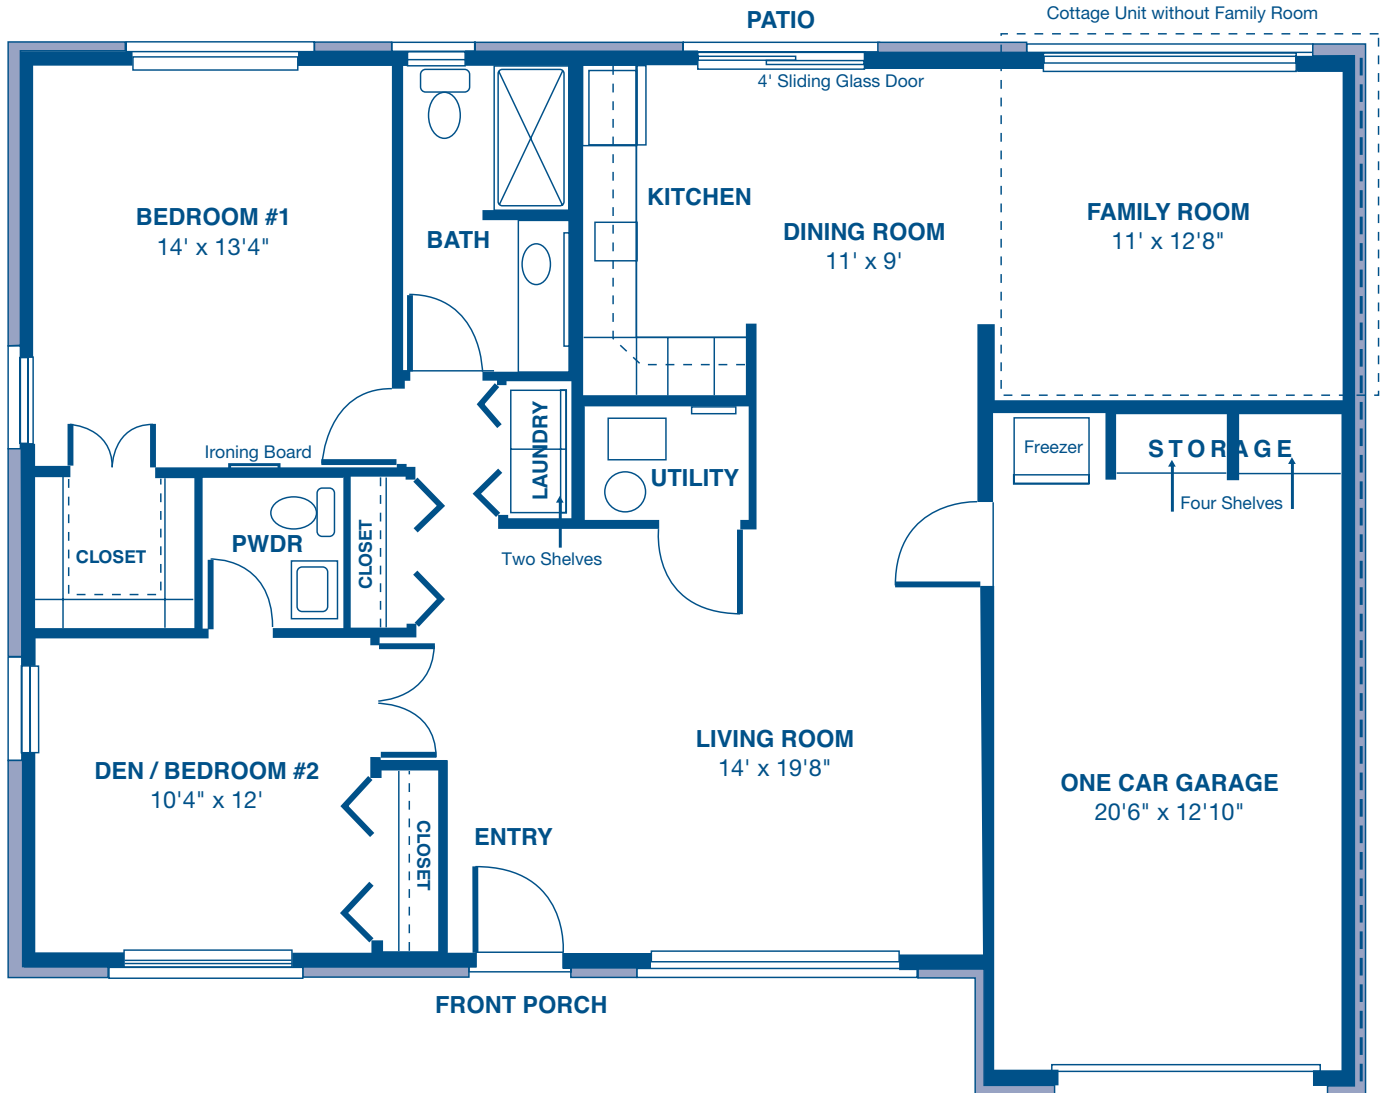 PATIO
Cottage Unit without Family Room
4' Sliding Glass Door
BEDROOM #1
14' x 13'4"
BATH
KITCHEN
DINING ROOM
11' x 9'
FAMILY ROOM
11' x 12'8"
Ironing Board
LAUNDRY
UTILITY
Freezer
STORAGE
Four Shelves
CLOSET
PWDR
CLOSET
Two Shelves
DEN / BEDROOM #2
10'4" x 12'
CLOSET
ENTRY
LIVING ROOM
14' x 19'8"
ONE CAR GARAGE
20'6" x 12'10"
FRONT PORCH